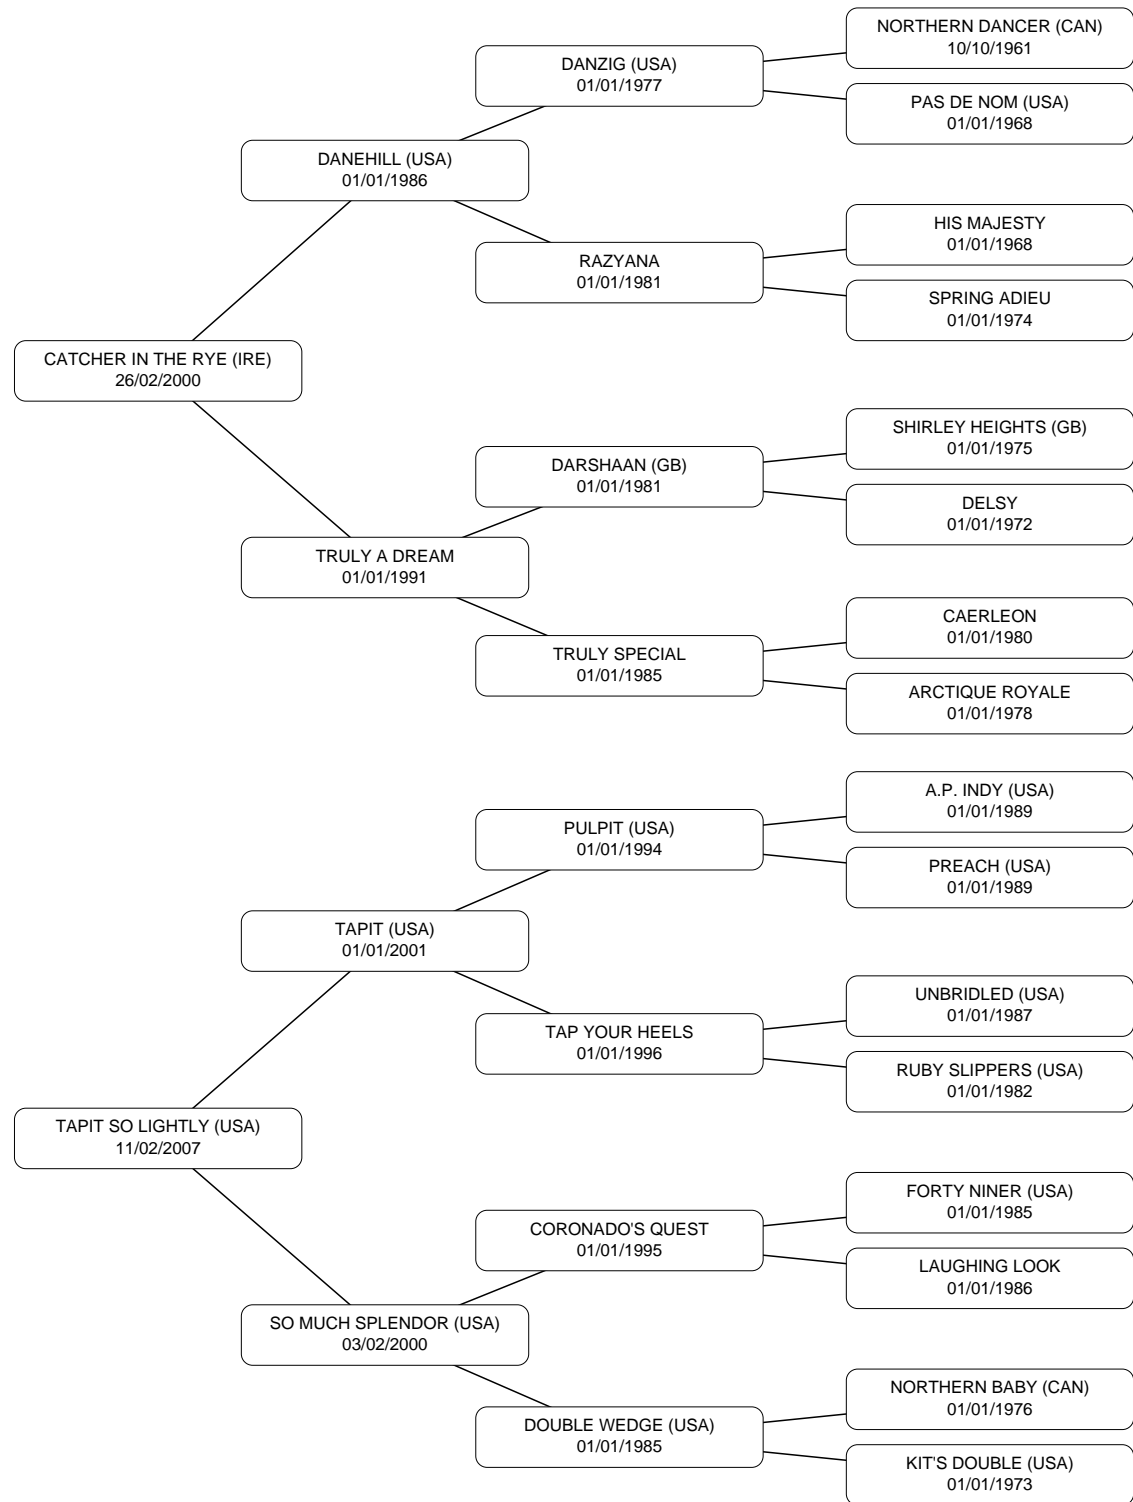 NORTHERN DANCER (CAN)
10/10/1961
DANZIG (USA)
01/01/1977
PAS DE NOM (USA)
01/01/1968
DANEHILL (USA)
01/01/1986
HIS MAJESTY
01/01/1968
RAZYANA
01/01/1981
SPRING ADIEU
01/01/1974
CATCHER IN THE RYE (IRE)
26/02/2000
SHIRLEY HEIGHTS (GB)
01/01/1975
DARSHAAN (GB)
01/01/1981
DELSY
01/01/1972
TRULY A DREAM
01/01/1991
CAERLEON
01/01/1980
TRULY SPECIAL
01/01/1985
ARCTIQUE ROYALE
01/01/1978
A.P. INDY (USA)
01/01/1989
PULPIT (USA)
01/01/1994
PREACH (USA)
01/01/1989
TAPIT (USA)
01/01/2001
UNBRIDLED (USA)
01/01/1987
TAP YOUR HEELS
01/01/1996
RUBY SLIPPERS (USA)
01/01/1982
TAPIT SO LIGHTLY (USA)
11/02/2007
FORTY NINER (USA)
01/01/1985
CORONADO'S QUEST
01/01/1995
LAUGHING LOOK
01/01/1986
SO MUCH SPLENDOR (USA)
03/02/2000
NORTHERN BABY (CAN)
01/01/1976
DOUBLE WEDGE (USA)
01/01/1985
KIT'S DOUBLE (USA)
01/01/1973